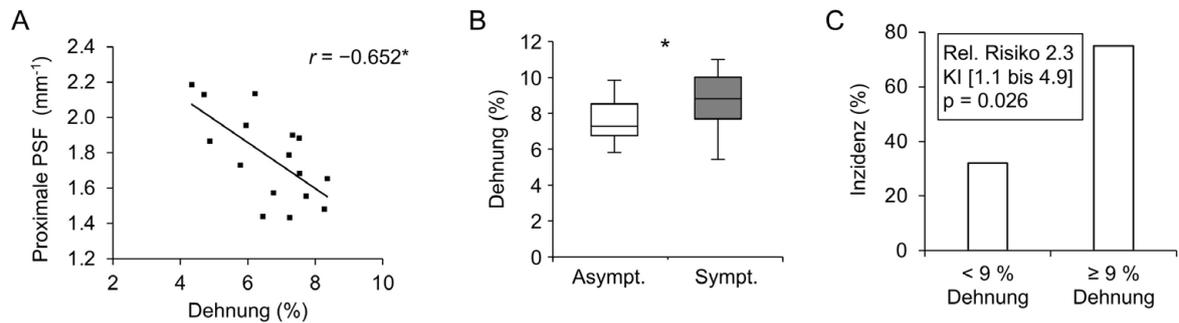 A
2.4
2.2
2.0
1.8
1.6
1.4
1.2
2
4
6
8
10
Proximale PSF (mm⁻¹)
Dehnung (%)
r = −0.652*
B
12
10
8
6
4
2
0
Dehnung (%)
*
Asympt.
Sympt.
C
80
60
40
20
0
Inzidenz (%)
Rel. Risiko 2.3
KI [1.1 bis 4.9]
p = 0.026
< 9 %
Dehnung
≥ 9 %
Dehnung